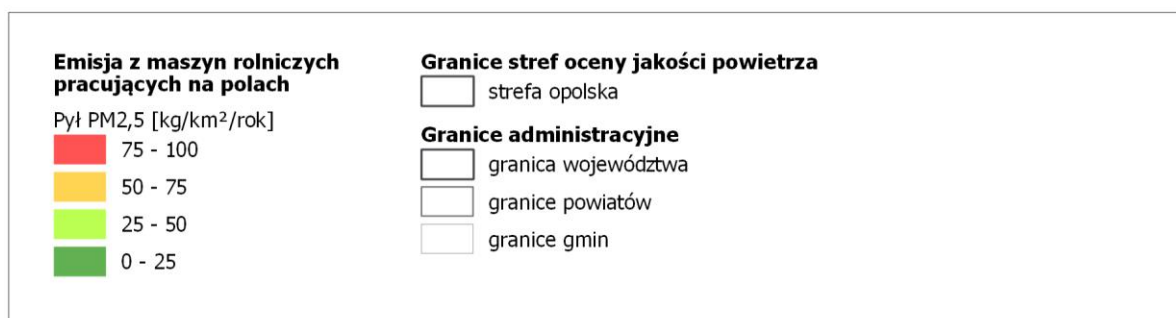 Emisja z maszyn rolniczych
pracujących na polach
Pył PM2,5 [kg/km²/rok]
75 - 100
50 - 75
25 - 50
0 - 25
Granice stref oceny jakości powietrza
strefa opolska
Granice administracyjne
granica województwa
granice powiatów
granice gmin